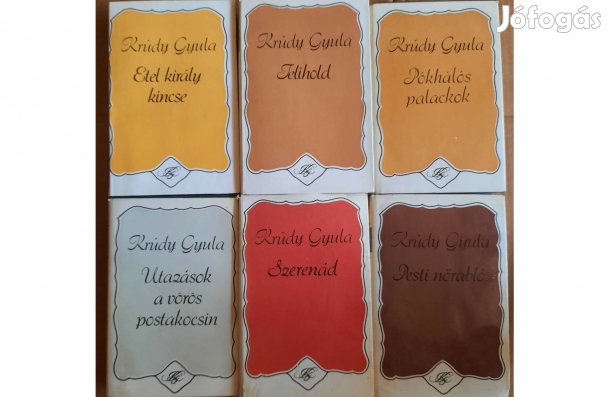 Jófogás
Krúdy Gyula
Etel király
kincse
Krúdy Gyula
Telihold
Krúdy Gyula
Pókhálós
palackok
Krúdy Gyula
Utazások
a vörös
postakocsin
Krúdy Gyula
Szerenád
Krúdy Gyula
Pesti nőrabló